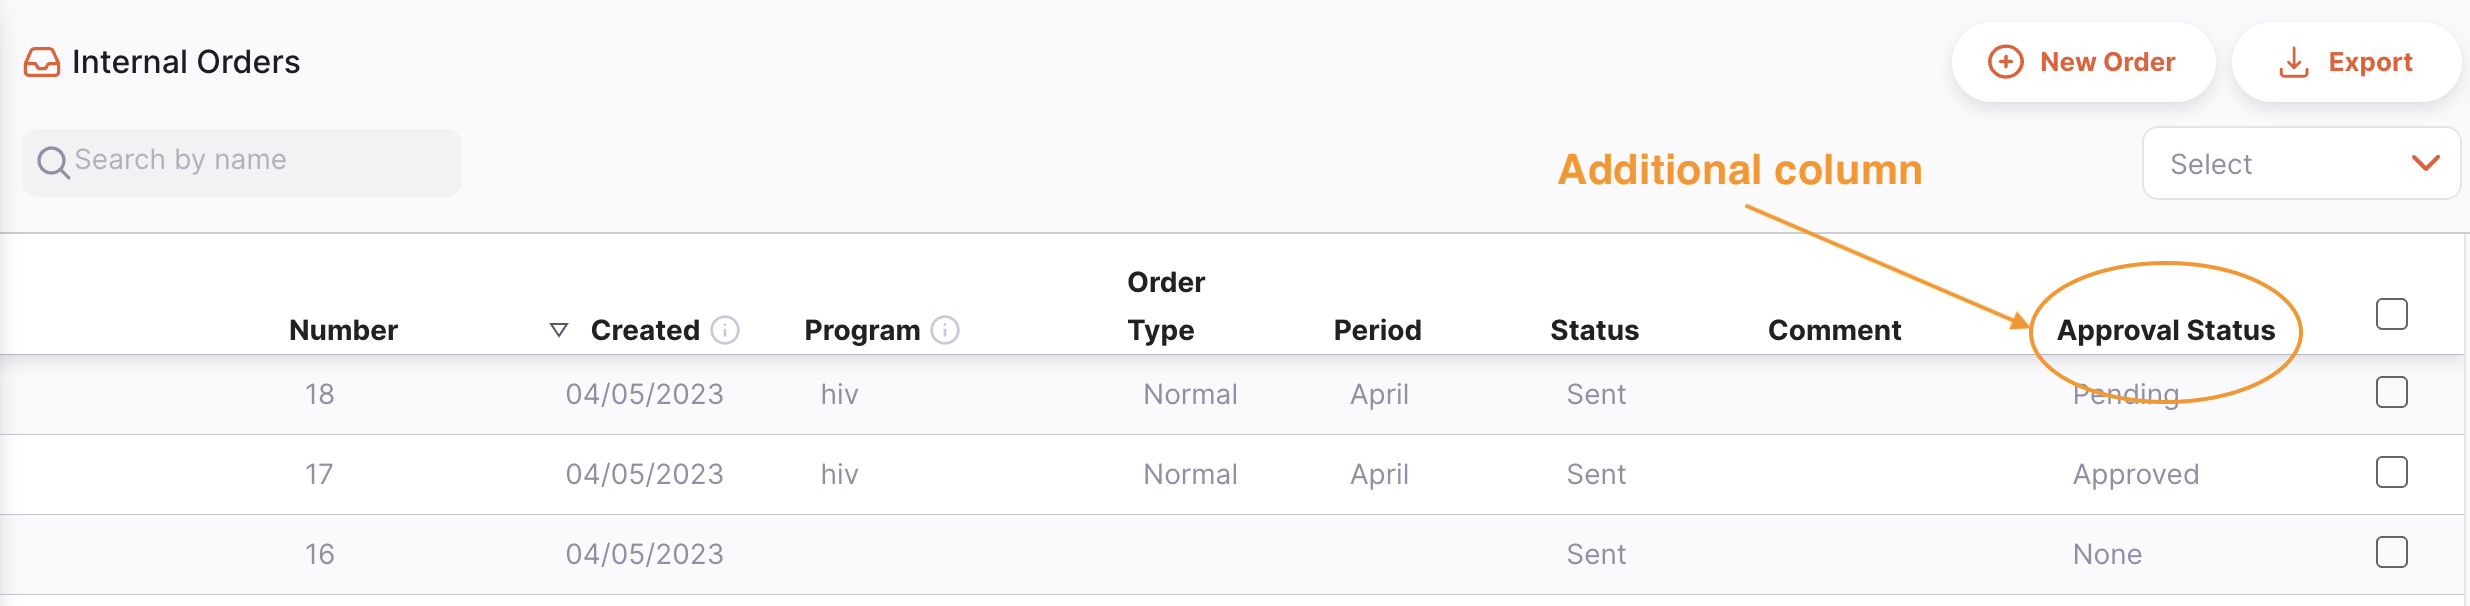 Internal Orders
New Order
Export
Search by name
Additional column
Select
Number
Created
Program
Order
Type
Period
Status
Comment
Approval Status
18 04/05/2023 hiv Normal April Sent Pending
17 04/05/2023 hiv Normal April Sent Approved
16 04/05/2023 Sent None